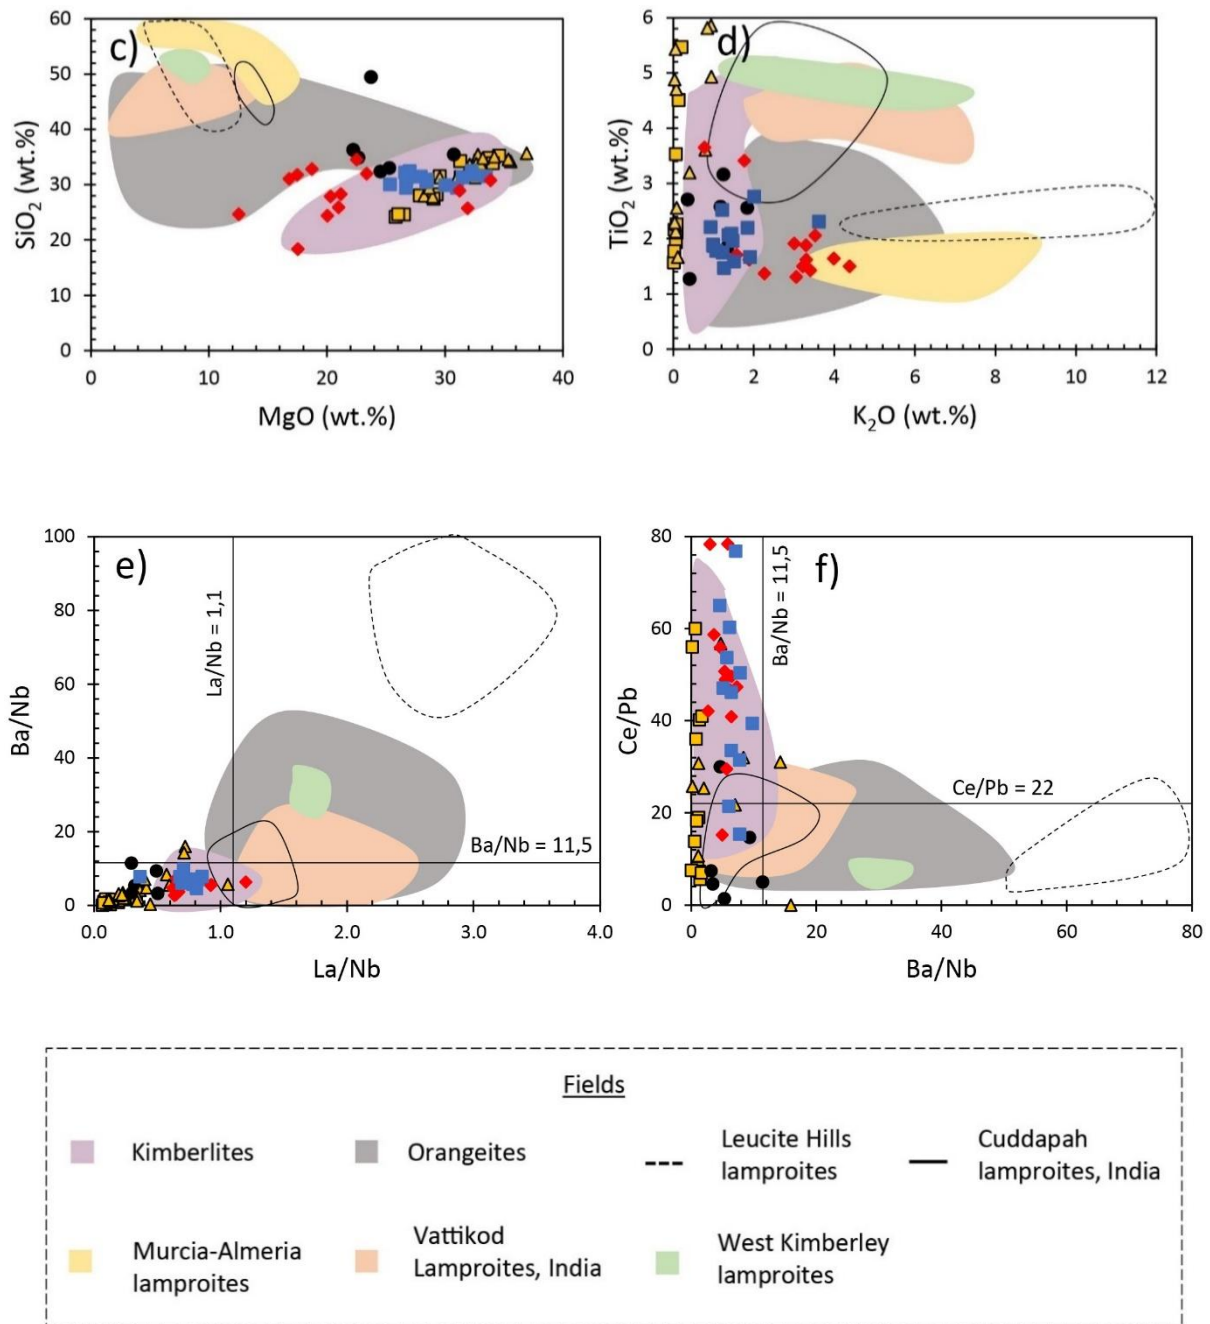 c)
60
50
40
30
20
10
0
SiO2 (wt.%)
0 10 20 30 40
MgO (wt.%)
d)
6
5
4
3
2
1
0
TiO2 (wt.%)
0 2 4 6 8 10 12
K2O (wt.%)
e)
100
80
60
40
20
0
Ba/Nb
La/Nb = 1,1
Ba/Nb = 11,5
0.0 1.0 2.0 3.0 4.0
La/Nb
f)
80
60
40
20
0
Ce/Pb
Ba/Nb = 11,5
Ce/Pb = 22
0 20 40 60 80
Ba/Nb
Fields
Kimberlites
Orangeites
Leucite Hills
lamproites
Cuddapah
lamproites, India
Murcia-Almeria
lamproites
Vattikod
Lamproites, India
West Kimberley
lamproites